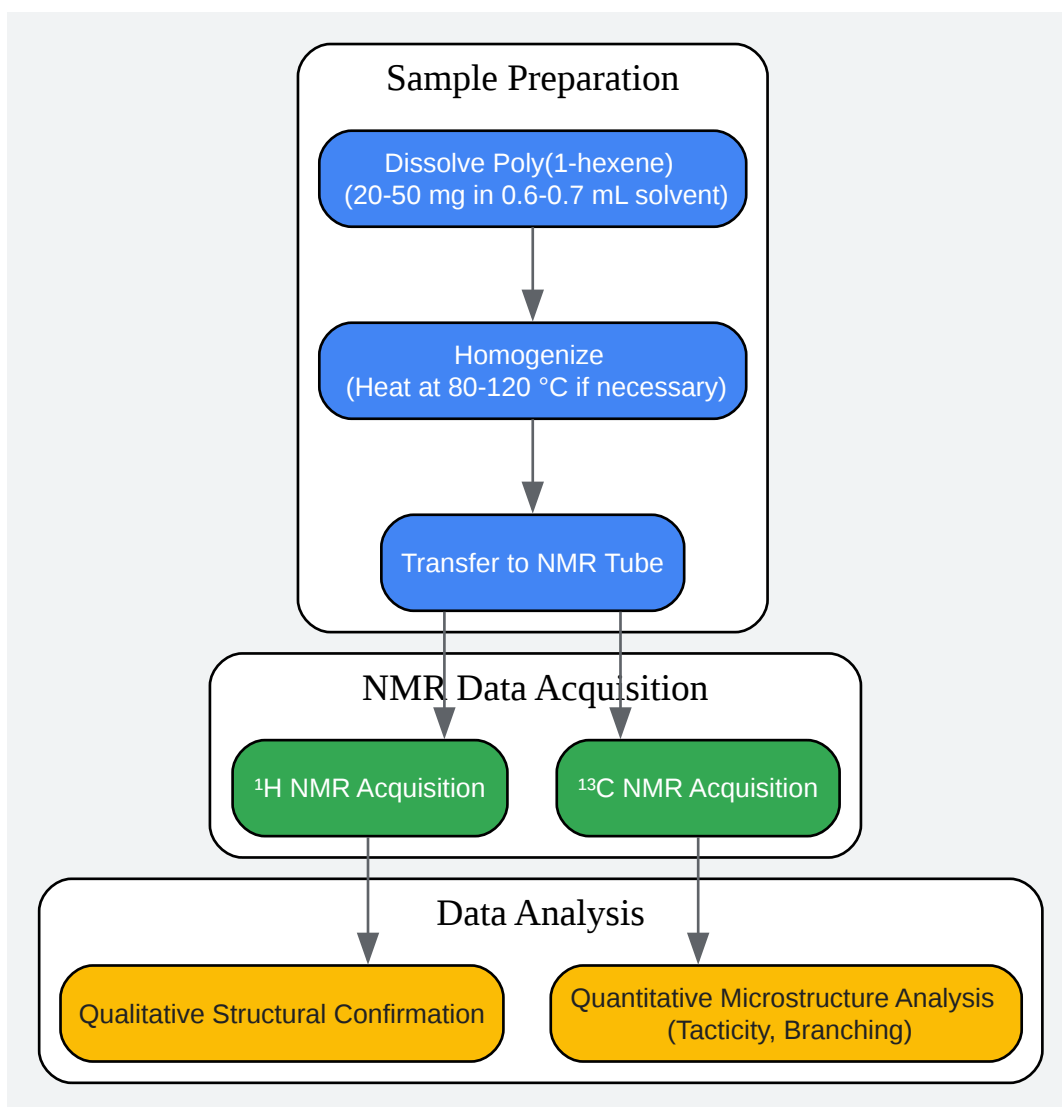 Sample Preparation
Dissolve Poly(1-hexene)
(20-50 mg in 0.6-0.7 mL solvent)
Homogenize
(Heat at 80-120 °C if necessary)
Transfer to NMR Tube
NMR Data Acquisition
¹H NMR Acquisition
¹³C NMR Acquisition
Data Analysis
Qualitative Structural Confirmation
Quantitative Microstructure Analysis
(Tacticity, Branching)